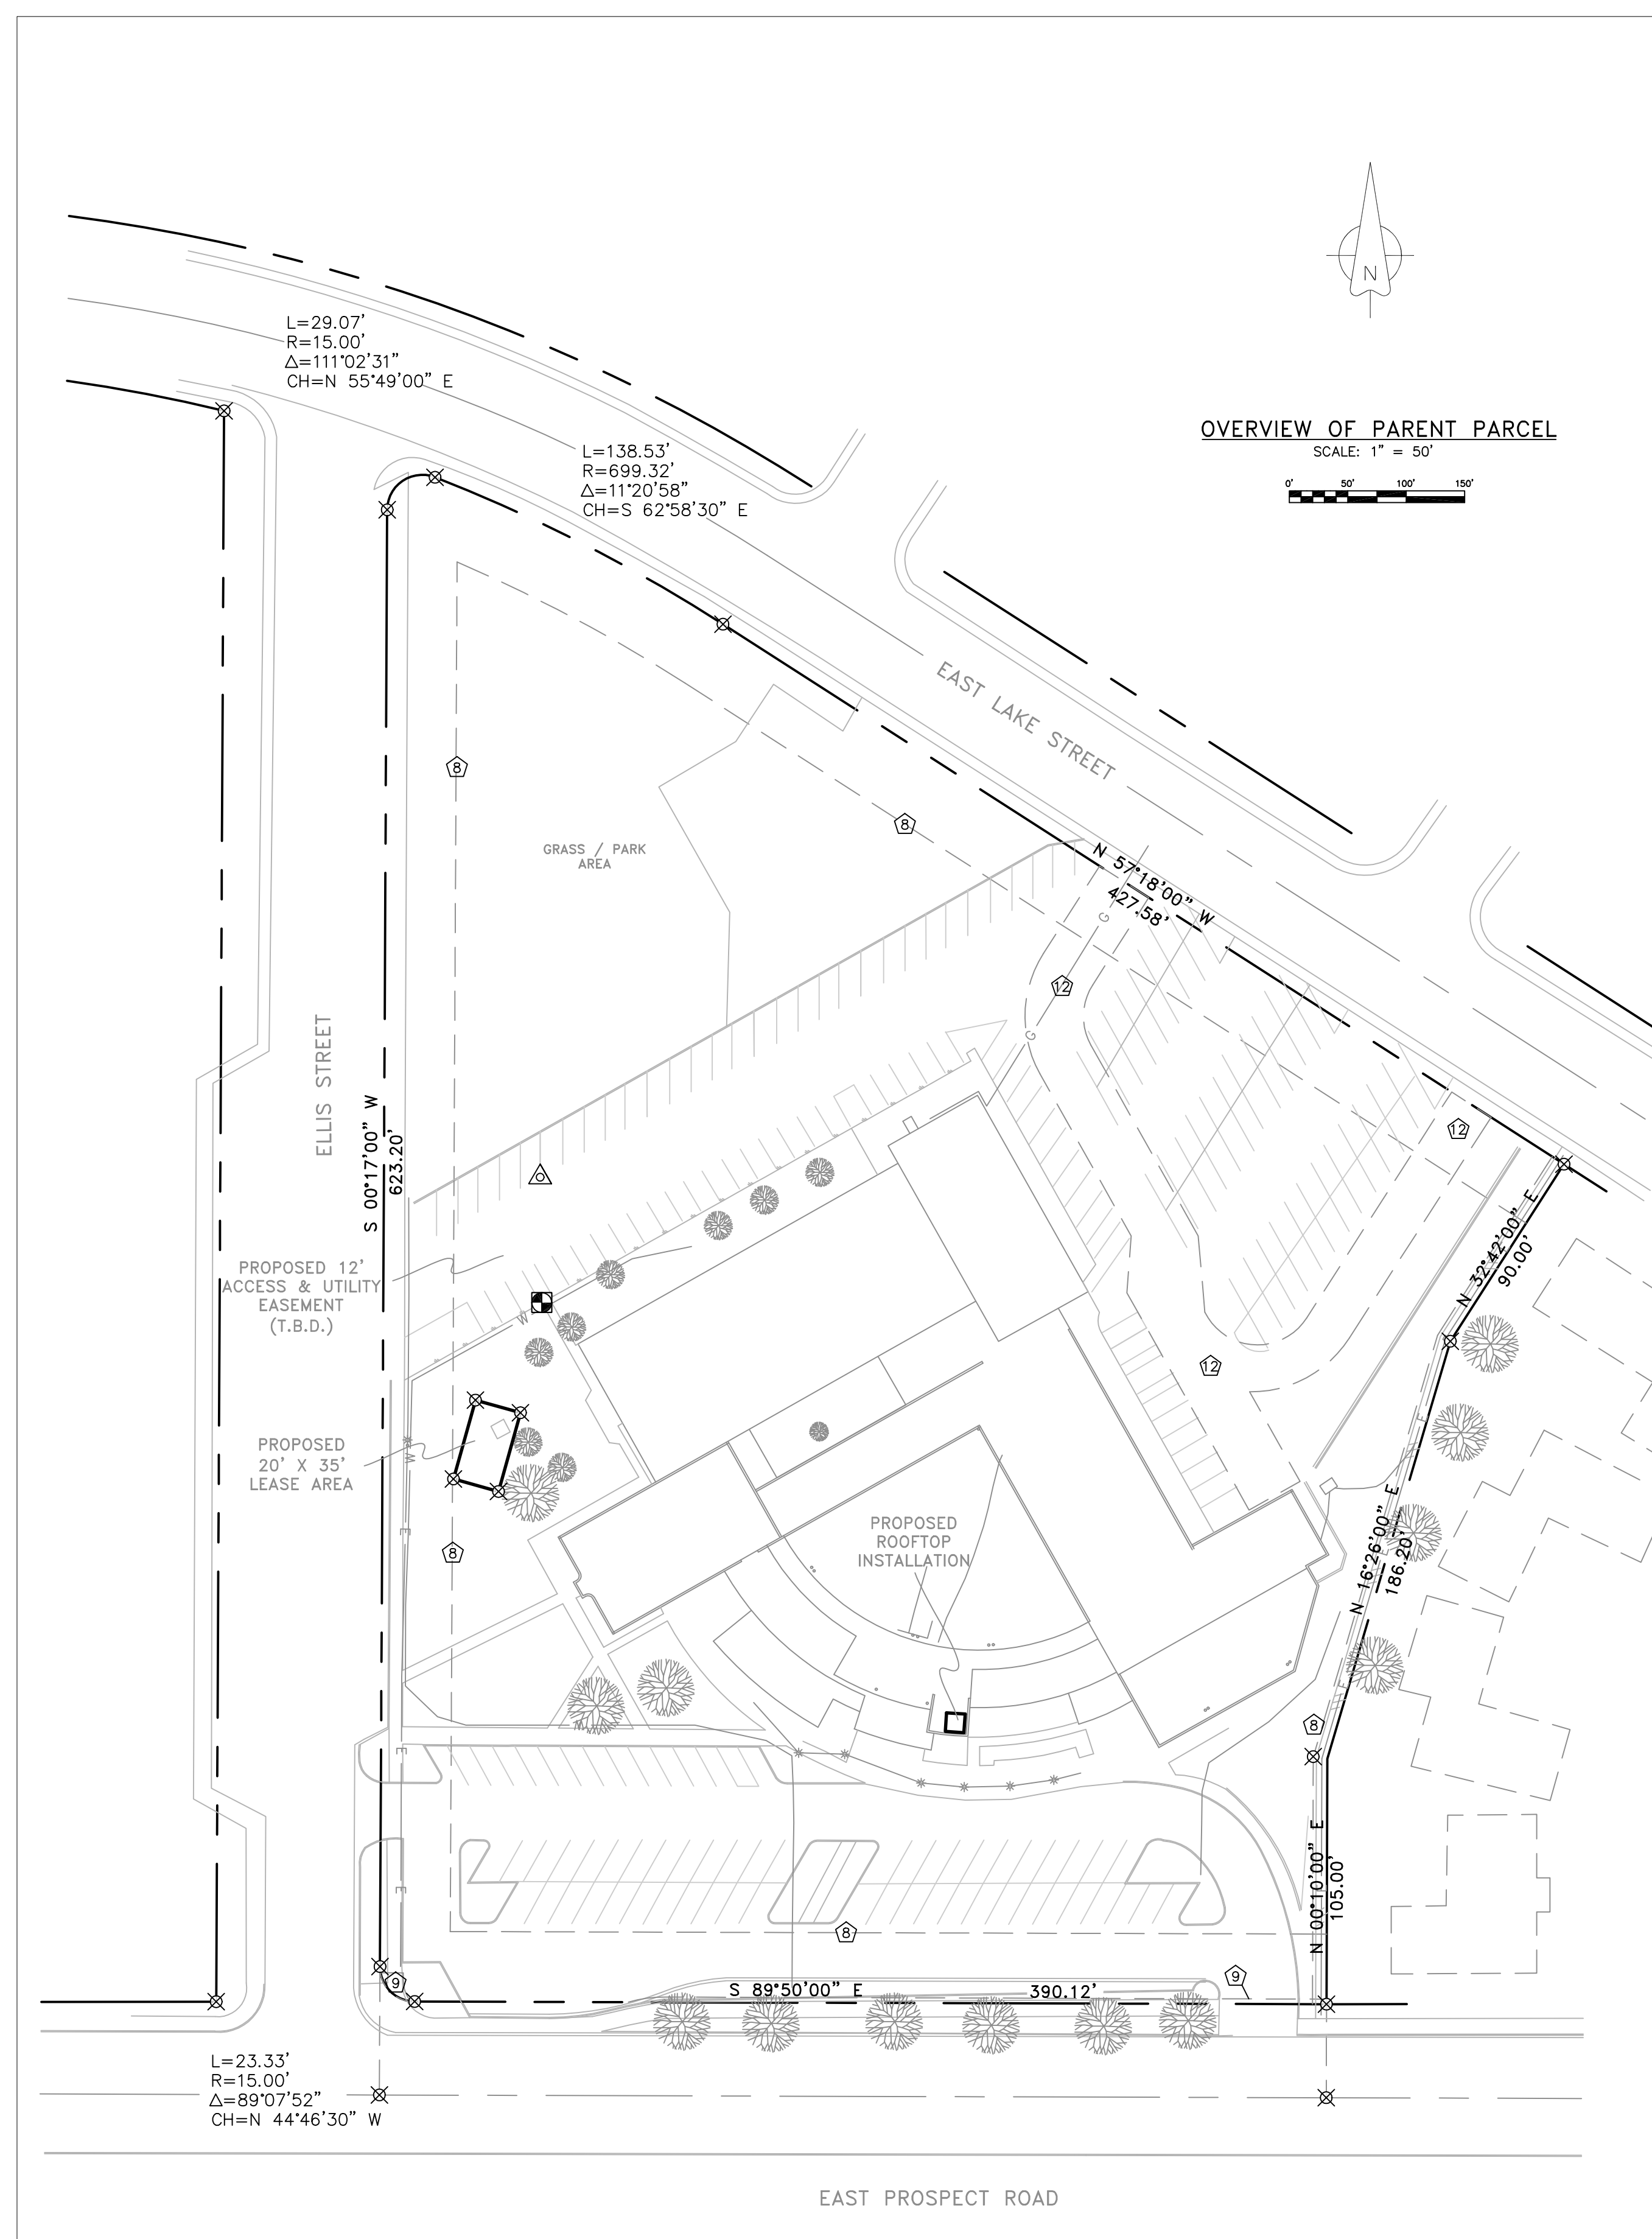 N
L=29.07'
R=15.00'
Δ=111°02'31"
CH=N 55°49'00" E
L=138.53'
R=699.32'
Δ=11°20'58"
CH=S 62°58'30" E
OVERVIEW OF PARENT PARCEL
SCALE: 1" = 50'
0' 50' 100' 150'
EAST LAKE STREET
8
8
GRASS / PARK
AREA
N 57°18'00" W
427.58'
G
12
G
ELLIS STREET
S 00°17'00" W
623.20'
12
N 32°42'00" E
90.00'
PROPOSED 12'
ACCESS & UTILITY
EASEMENT
(T.B.D.)
W
12
PROPOSED
20' X 35'
LEASE AREA
W
E
8
PROPOSED
ROOFTOP
INSTALLATION
N 16°26'00" E
186.20'
E
8
E
E
N 00°10'00" E
105.00'
8
9
9
S 89°50'00" E 390.12'
L=23.33'
R=15.00'
Δ=89°07'52"
CH=N 44°46'30" W
EAST PROSPECT ROAD